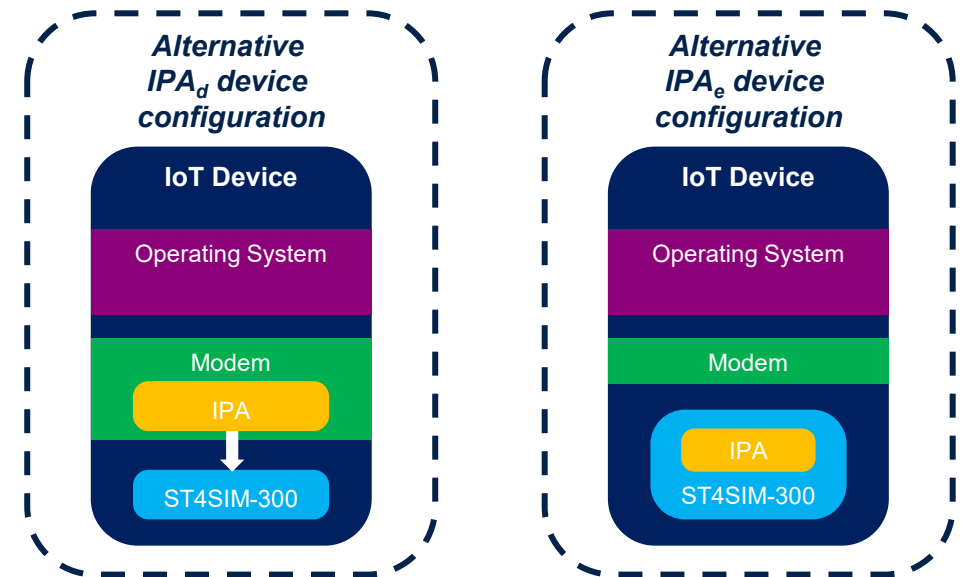 Alternative
IPAd device
configuration
IoT Device
Operating System
Modem
IPA
ST4SIM-300
Alternative
IPAe device
configuration
IoT Device
Operating System
Modem
IPA
ST4SIM-300